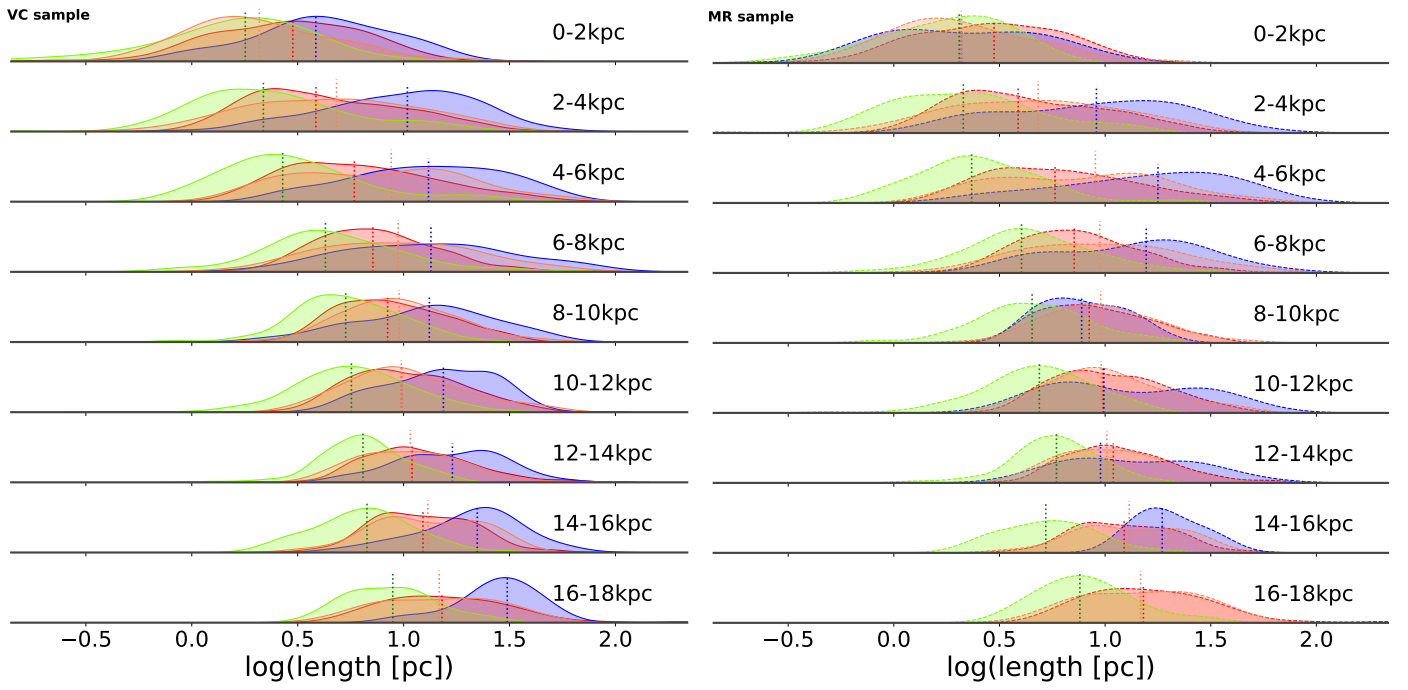 VC sample
0-2kpc
2-4kpc
4-6kpc
6-8kpc
8-10kpc
10-12kpc
12-14kpc
14-16kpc
16-18kpc
−0.5 0.0 0.5 1.0 1.5 2.0
log(length [pc])
MR sample
0-2kpc
2-4kpc
4-6kpc
6-8kpc
8-10kpc
10-12kpc
12-14kpc
14-16kpc
16-18kpc
−0.5 0.0 0.5 1.0 1.5 2.0
log(length [pc])